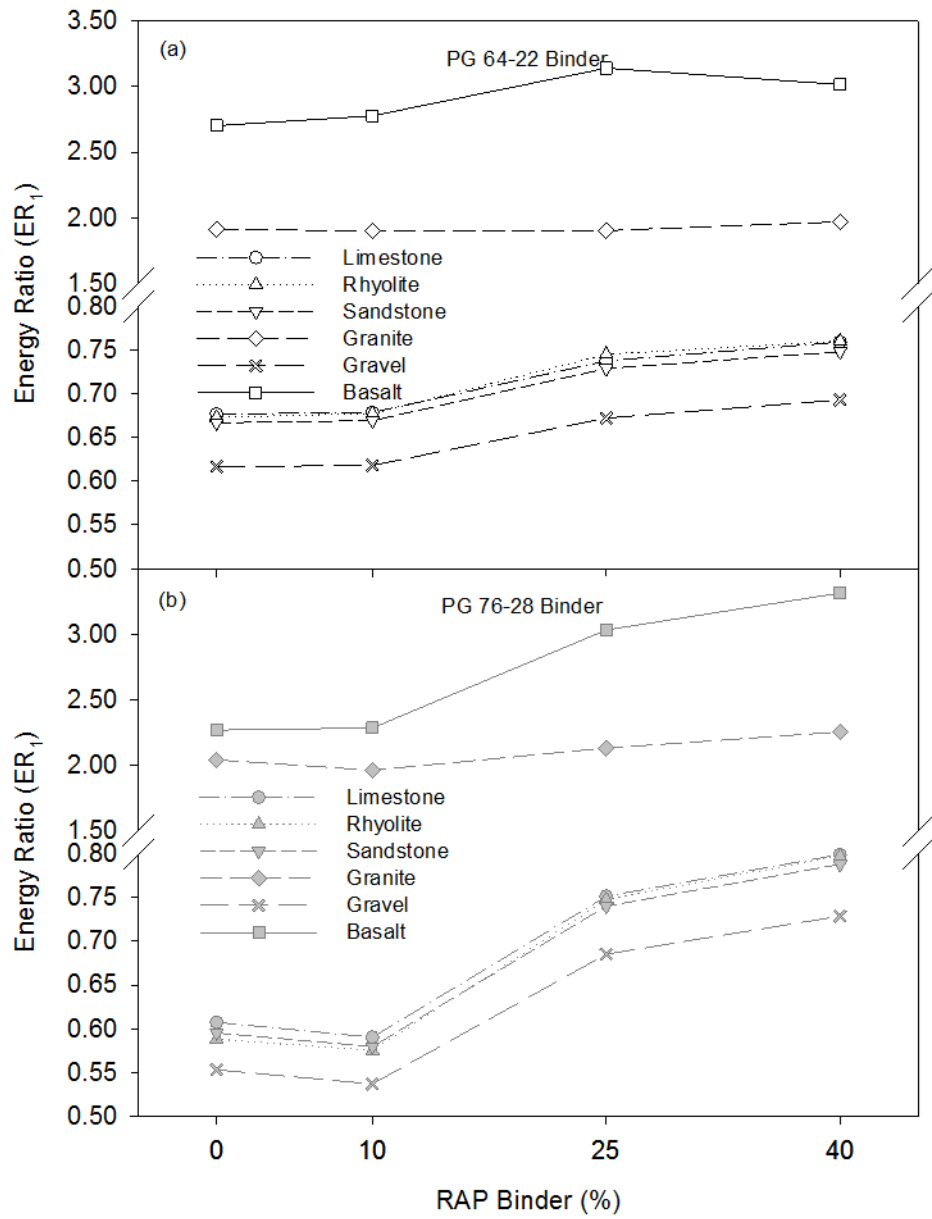 3.50
(a)
PG 64-22 Binder
3.00
2.50
2.00
1.50
0.80
0.75
0.70
0.65
0.60
0.55
0.50
Energy Ratio (ER1)
Limestone
Rhyolite
Sandstone
Granite
Gravel
Basalt
(b)
PG 76-28 Binder
3.00
2.50
2.00
1.50
0.80
0.75
0.70
0.65
0.60
0.55
0.50
Energy Ratio (ER1)
Limestone
Rhyolite
Sandstone
Granite
Gravel
Basalt
0 10 25 40
RAP Binder (%)